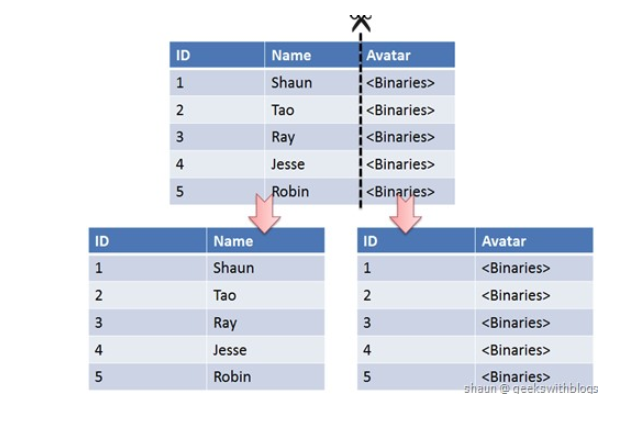 ID Name Avatar
1 Shaun <Binaries>
2 Tao <Binaries>
3 Ray <Binaries>
4 Jesse <Binaries>
5 Robin <Binaries>
ID Name
1 Shaun
2 Tao
3 Ray
4 Jesse
5 Robin
ID Avatar
1 <Binaries>
2 <Binaries>
3 <Binaries>
4 <Binaries>
5 <Binaries>
shaun @ geekswithblogs